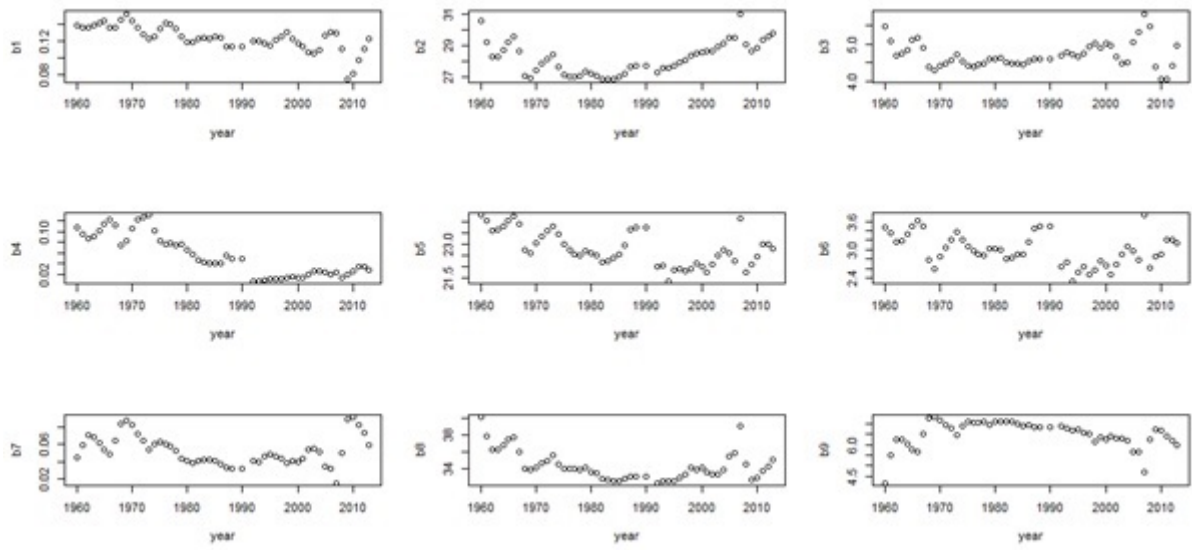 b1 0.08 0.12 1960 1970 1980 1990 2000 2010 year
b2 27 29 31 1960 1970 1980 1990 2000 2010 year
b3 4.0 5.0 1960 1970 1980 1990 2000 2010 year
b4 0.02 0.10 1960 1970 1980 1990 2000 2010 year
b5 21.5 23.0 1960 1970 1980 1990 2000 2010 year
b6 2.4 3.0 3.6 1960 1970 1980 1990 2000 2010 year
b7 0.02 0.06 1960 1970 1980 1990 2000 2010 year
b8 34 38 1960 1970 1980 1990 2000 2010 year
b9 4.5 6.0 1960 1970 1980 1990 2000 2010 year